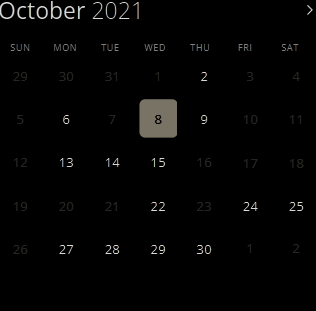 October 2021
SUN MON TUE WED THU FRI SAT
29 30 31 1 2 3 4
5 6 7 8 9 10 11
12 13 14 15 16 17 18
19 20 21 22 23 24 25
26 27 28 29 30 1 2